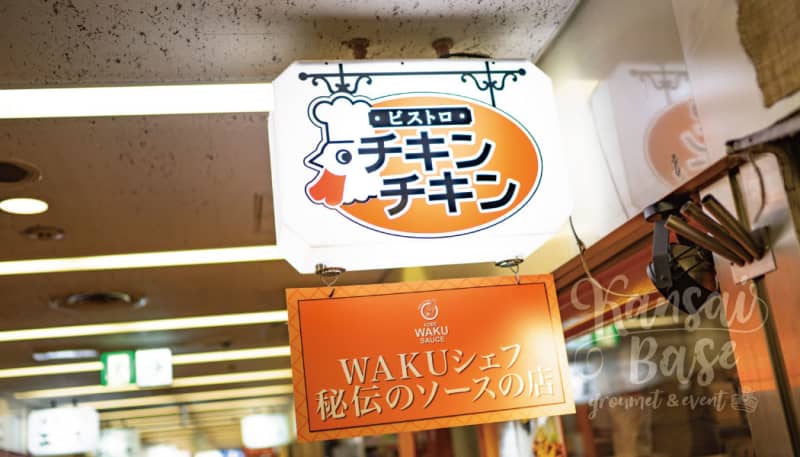 ビストロ
チキン
チキン
WAKU
SAUCE
WAKUシェフ
秘伝のソースの店
Kansai
Base
groumet & event